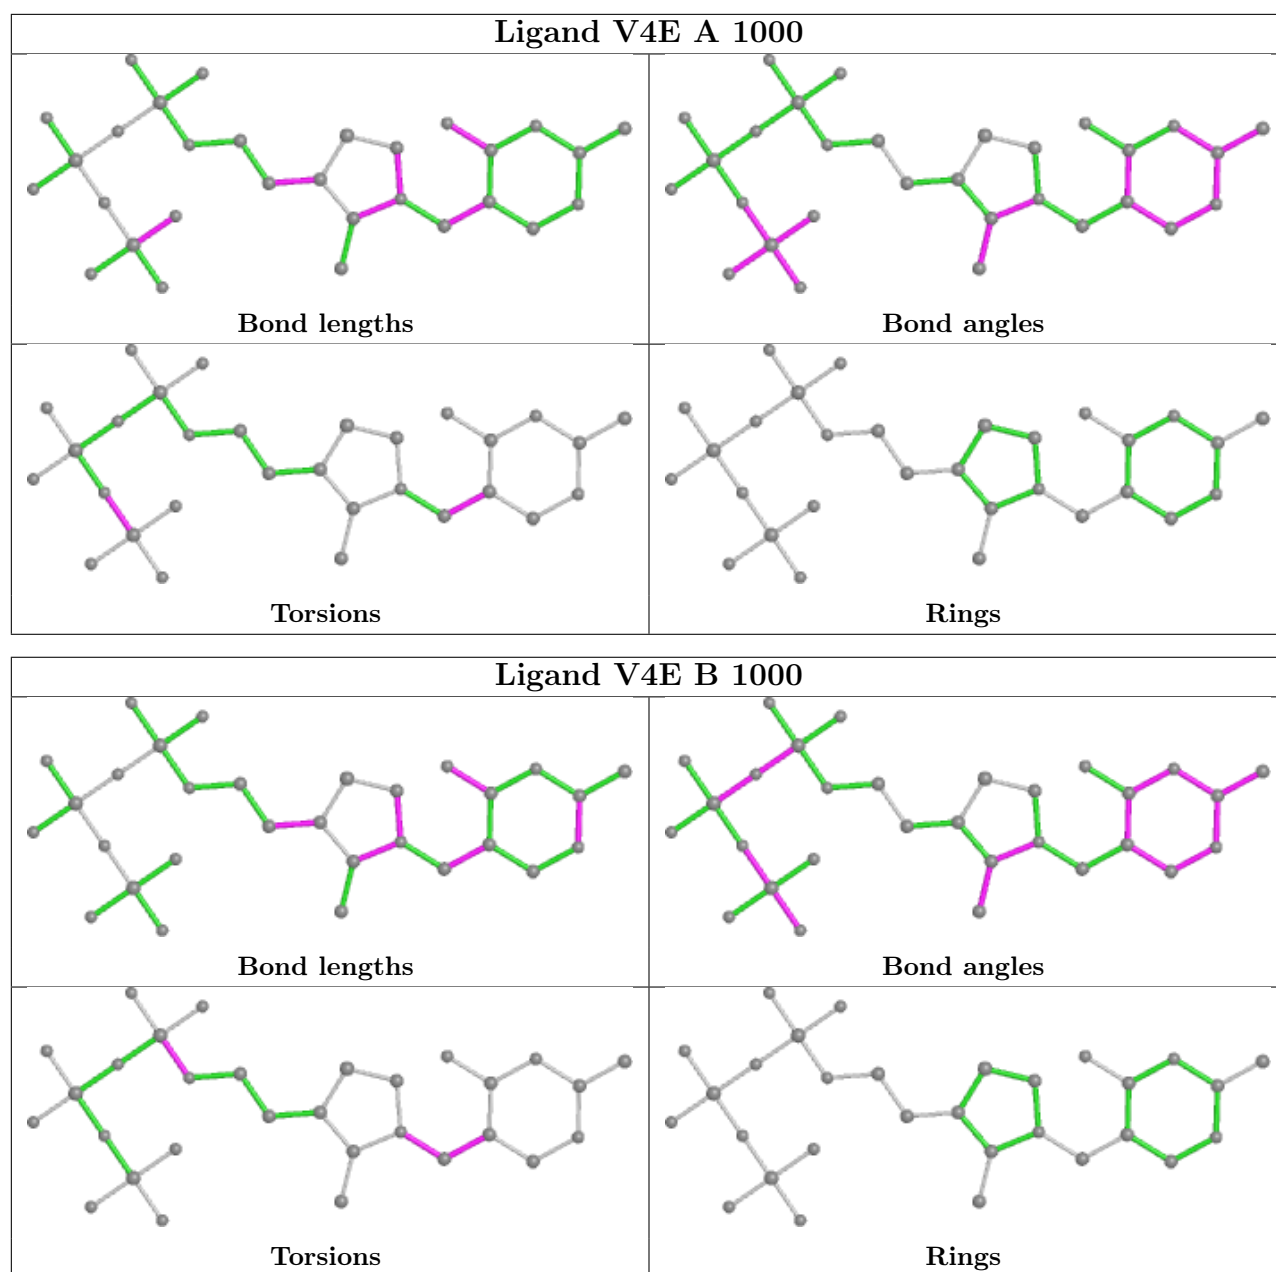 Ligand V4E A 1000
Bond lengths
Bond angles
Torsions
Rings
Ligand V4E B 1000
Bond lengths
Bond angles
Torsions
Rings